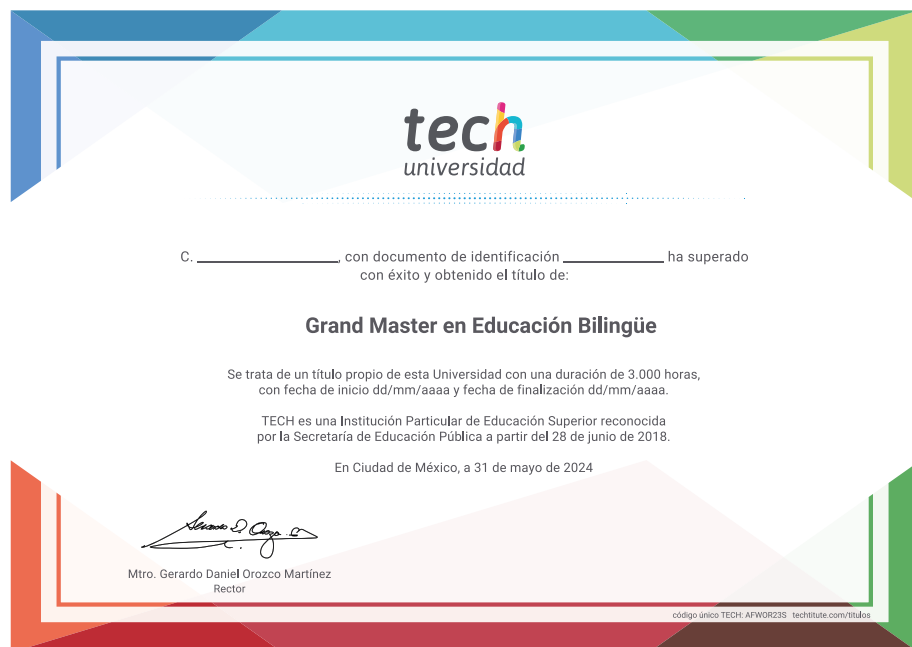 tech
universidad
C. ____________, con documento de identificación ____________ ha superado
con éxito y obtenido el título de:
Grand Master en Educación Bilingüe
Se trata de un título propio de esta Universidad con una duración de 3.000 horas,
con fecha de inicio dd/mm/aaaa y fecha de finalización dd/mm/aaaa.
TECH es una Institución Particular de Educación Superior reconocida
por la Secretaría de Educación Pública a partir del 28 de junio de 2018.
En Ciudad de México, a 31 de mayo de 2024
Mtro. Gerardo Daniel Orozco Martínez
Rector
código único TECH: AFWOR23S techtitute.com/titulos